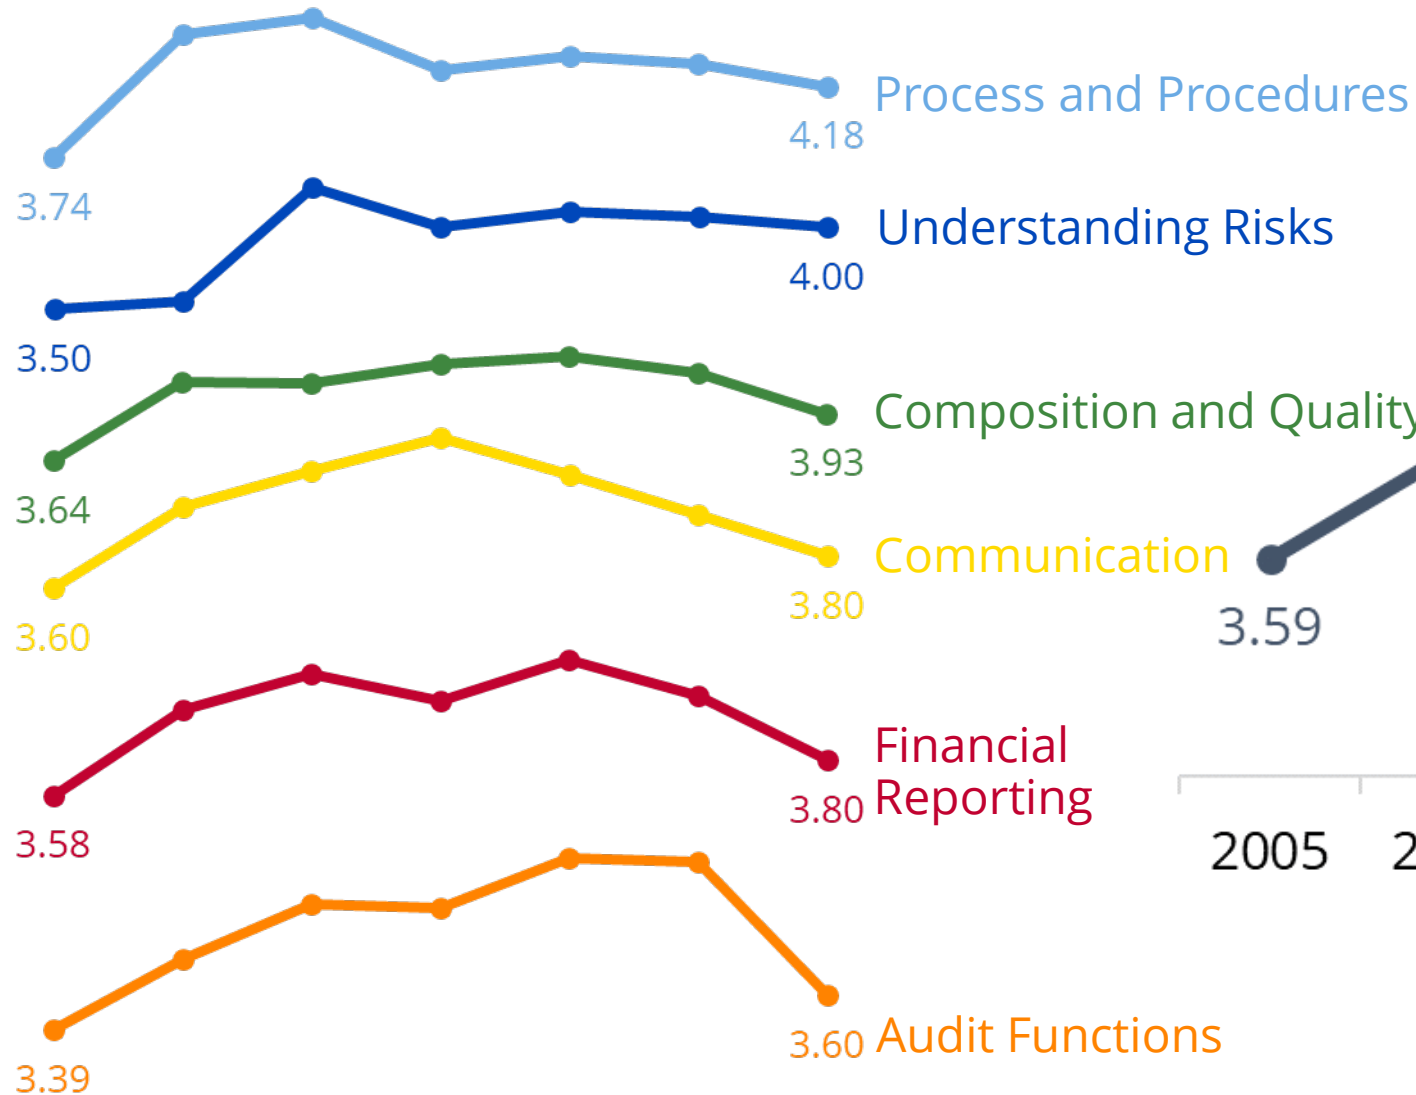 Process and Procedures
4.18
3.74
Understanding Risks
4.00
3.50
Composition and Quality
3.93
3.64
Communication
3.80
3.60
3.59
Financial
Reporting
3.80
3.58
2005 2
Audit Functions
3.60
3.39